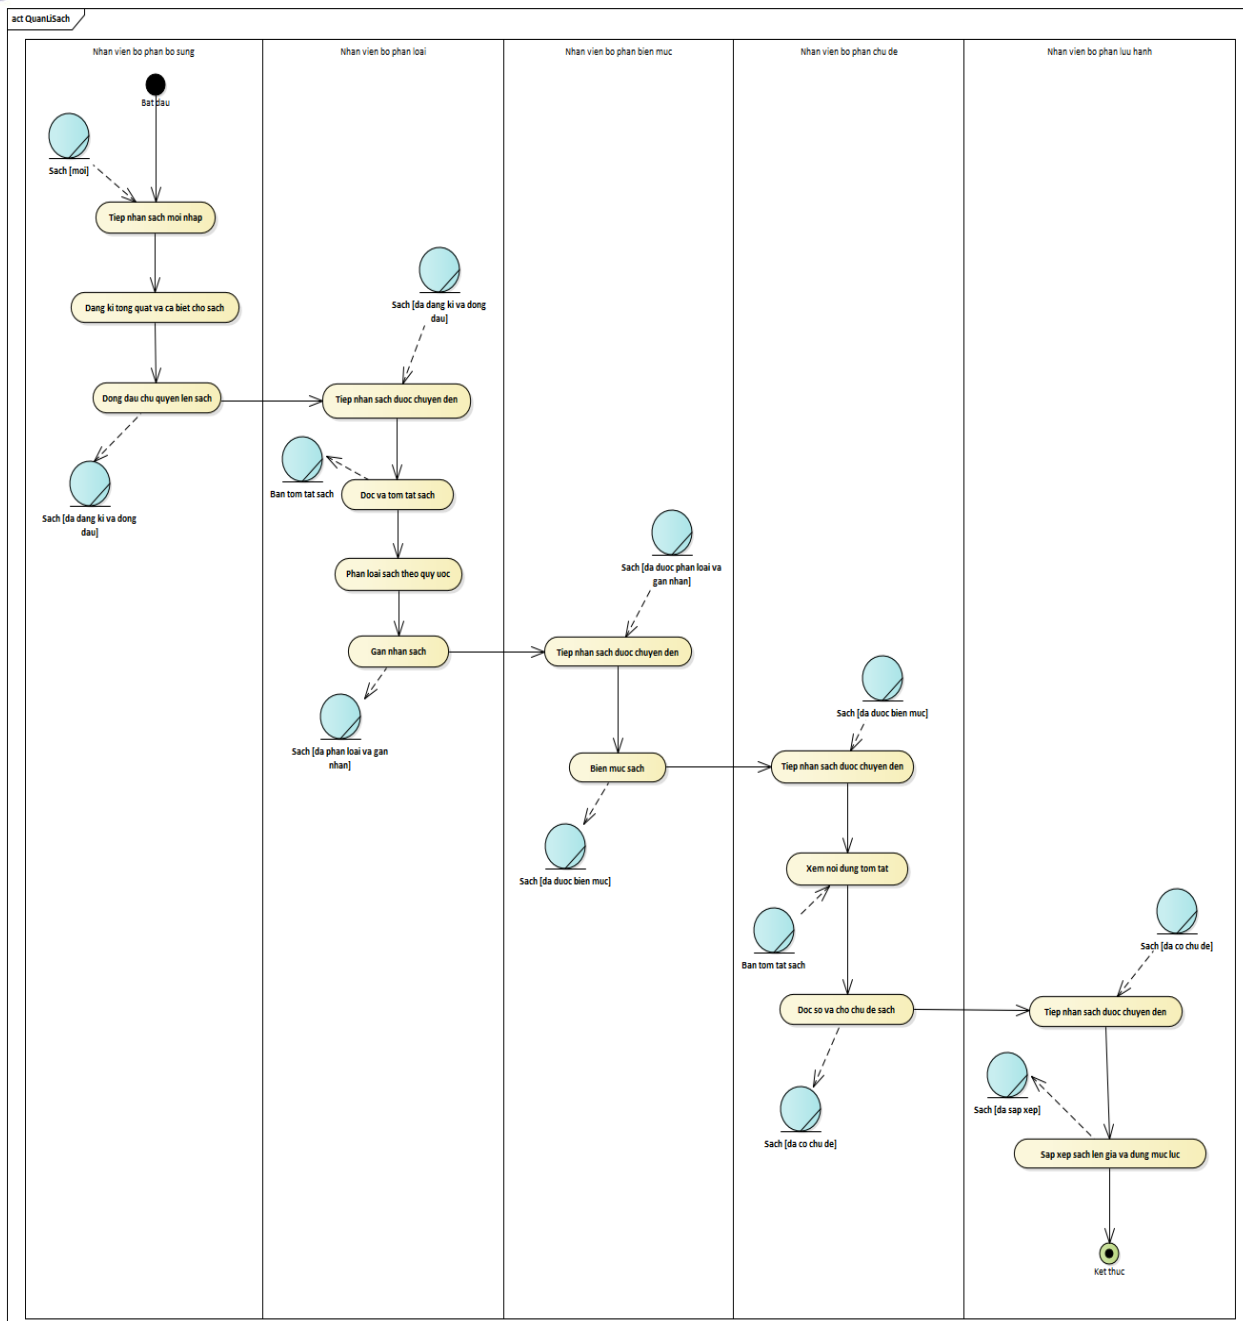 act QuanLiSach
Nhan vien bo phan bo sung
Nhan vien bo phan loai
Nhan vien bo phan bien muc
Nhan vien bo phan chu de
Nhan vien bo phan luu hanh
Bat dau
Sach [moi]
Tiep nhan sach moi nhap
Dang ki tong quat va ca biet cho sach
Dong dau chu quyen len sach
Sach [da dang ki va dong
dau]
Sach [da dang ki va dong
dau]
Tiep nhan sach duoc chuyen den
Ban tom tat sach
Doc va tom tat sach
Phan loai sach theo quy uoc
Gan nhan sach
Sach [da phan loai va gan
nhan]
Sach [da duoc phan loai va
gan nhan]
Tiep nhan sach duoc chuyen den
Bien muc sach
Sach [da duoc bien muc]
Sach [da duoc bien muc]
Tiep nhan sach duoc chuyen den
Xem noi dung tom tat
Ban tom tat sach
Doc so va cho chu de sach
Sach [da co chu de]
Sach [da co chu de]
Tiep nhan sach duoc chuyen den
Sach [da sap xep]
Sap xep sach len gia va dung muc luc
Ket thuc